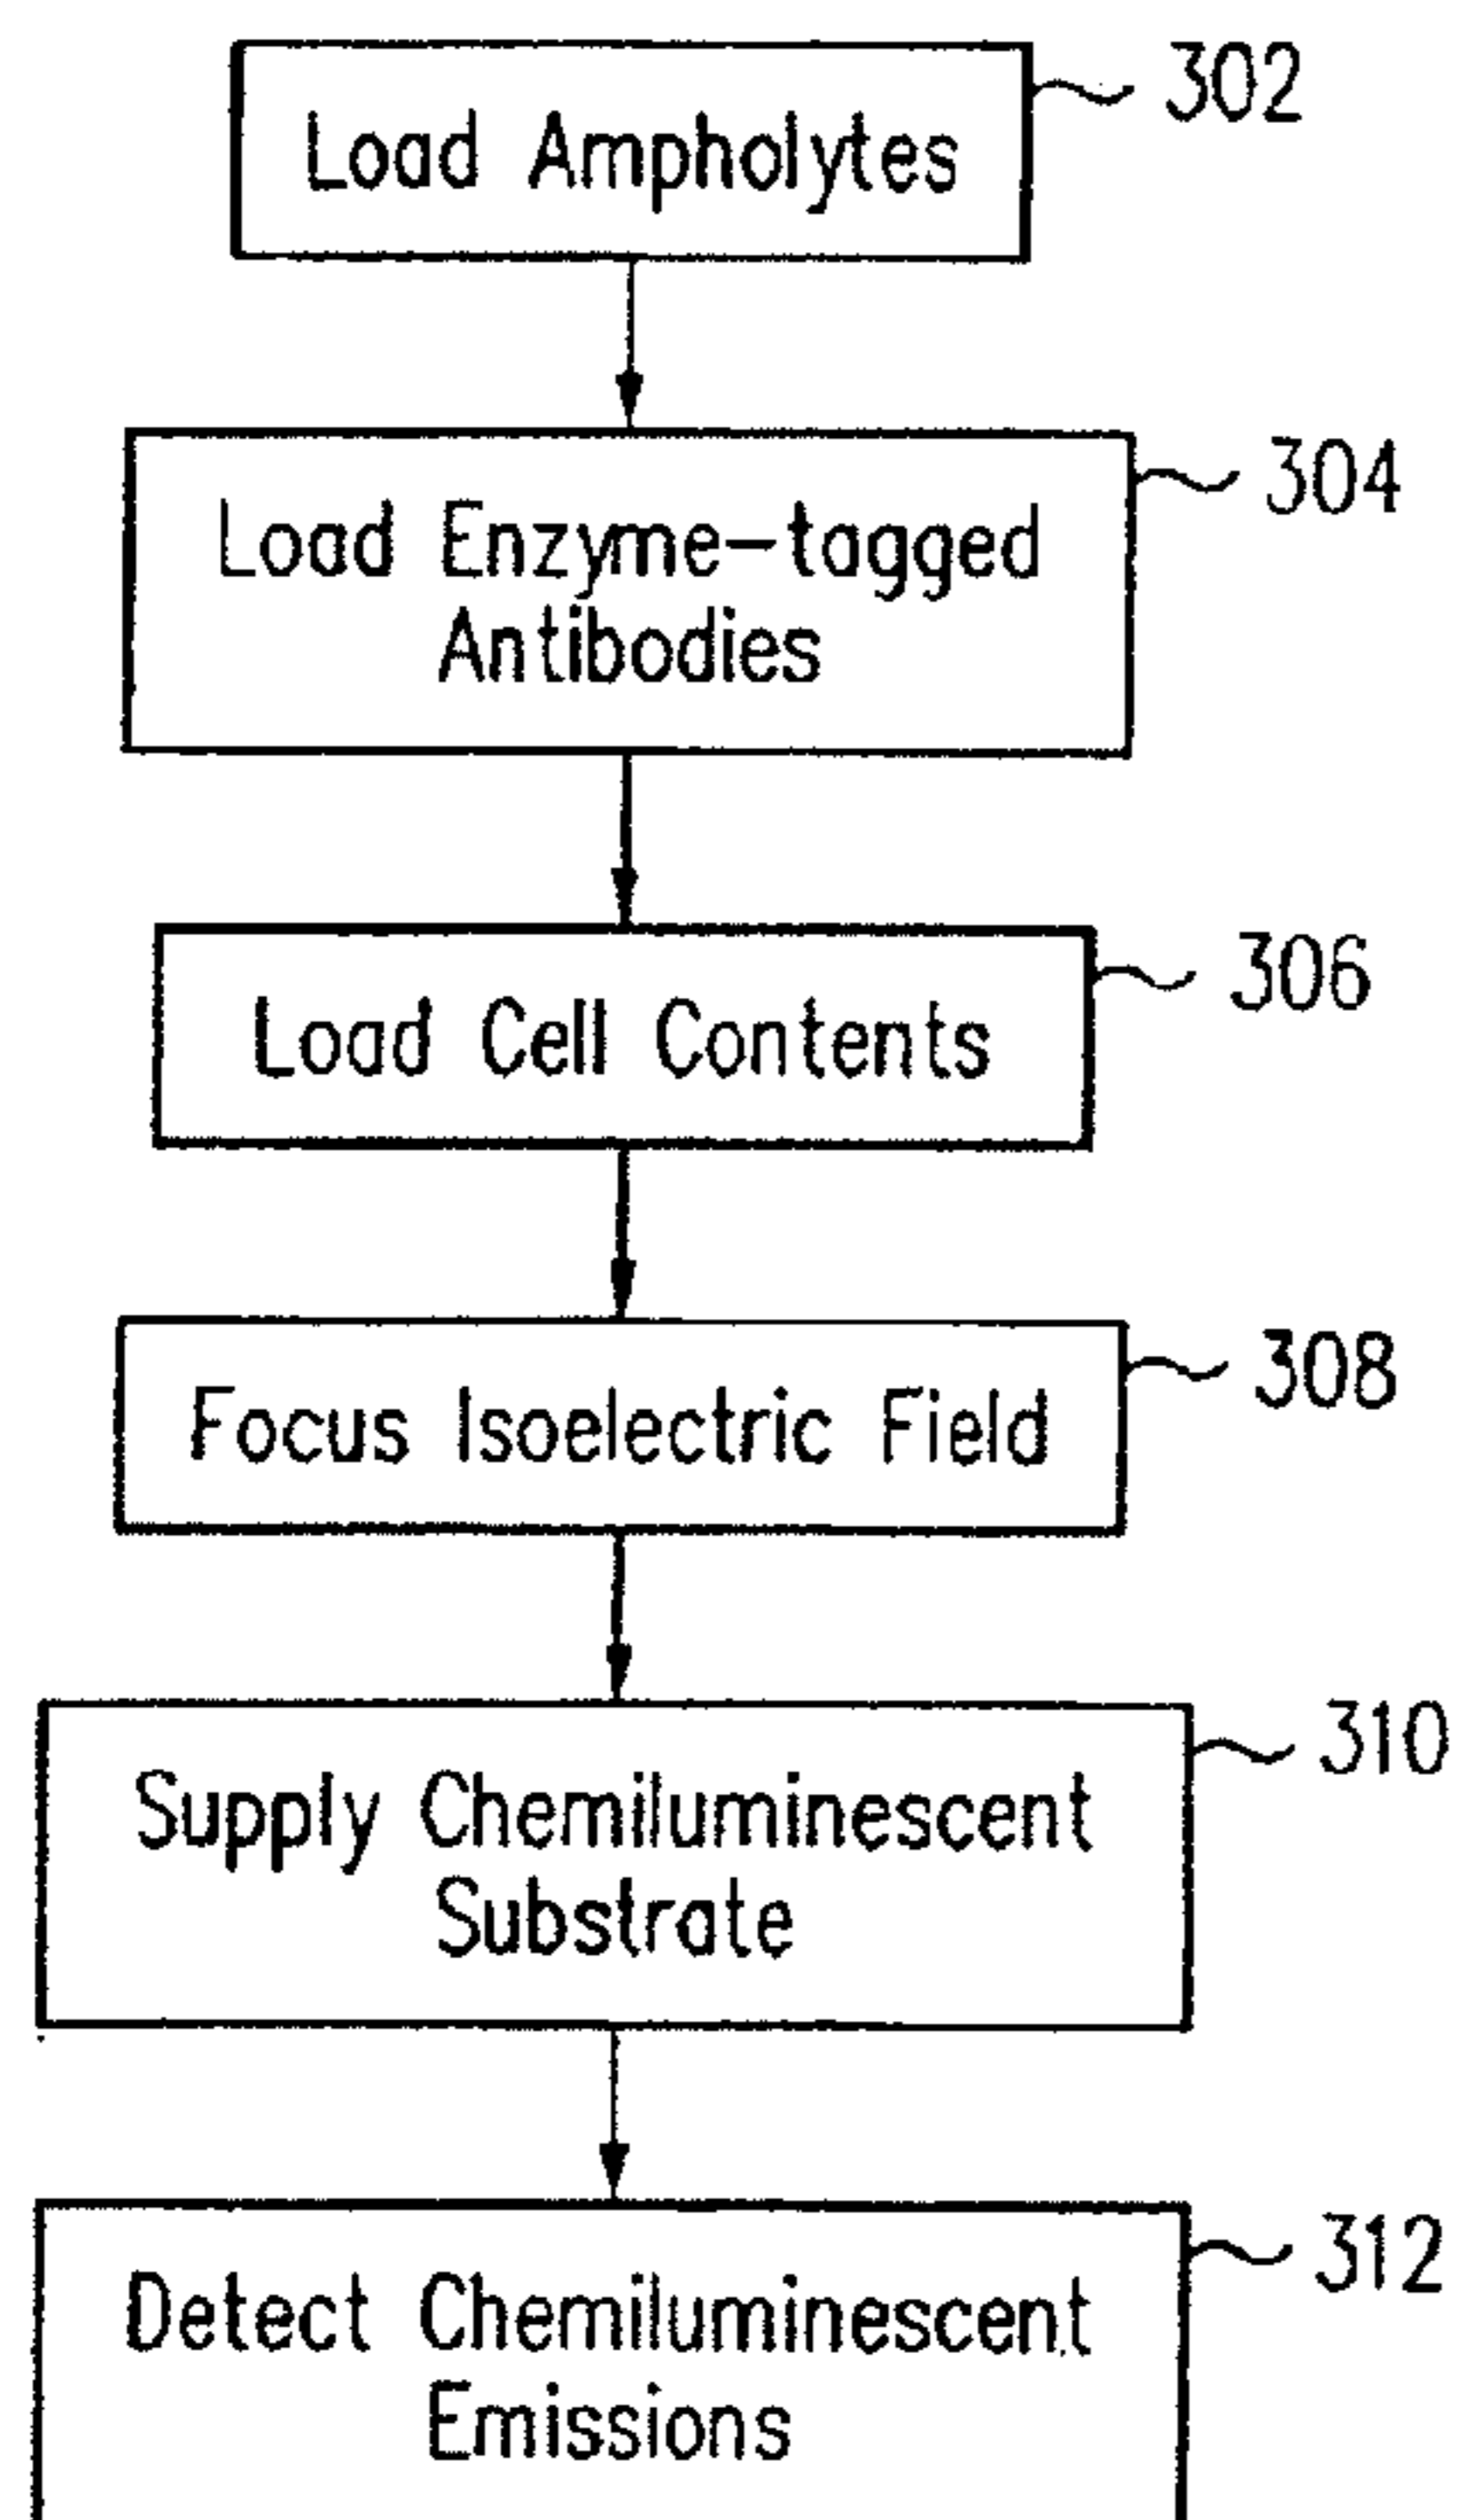 Load Ampholytes
302
Load Enzyme-tagged
Antibodies
304
Load Cell Contents
306
Focus Isoelectric Field
308
Supply Chemiluminescent
Substrate
310
Detect Chemiluminescent
Emissions
312